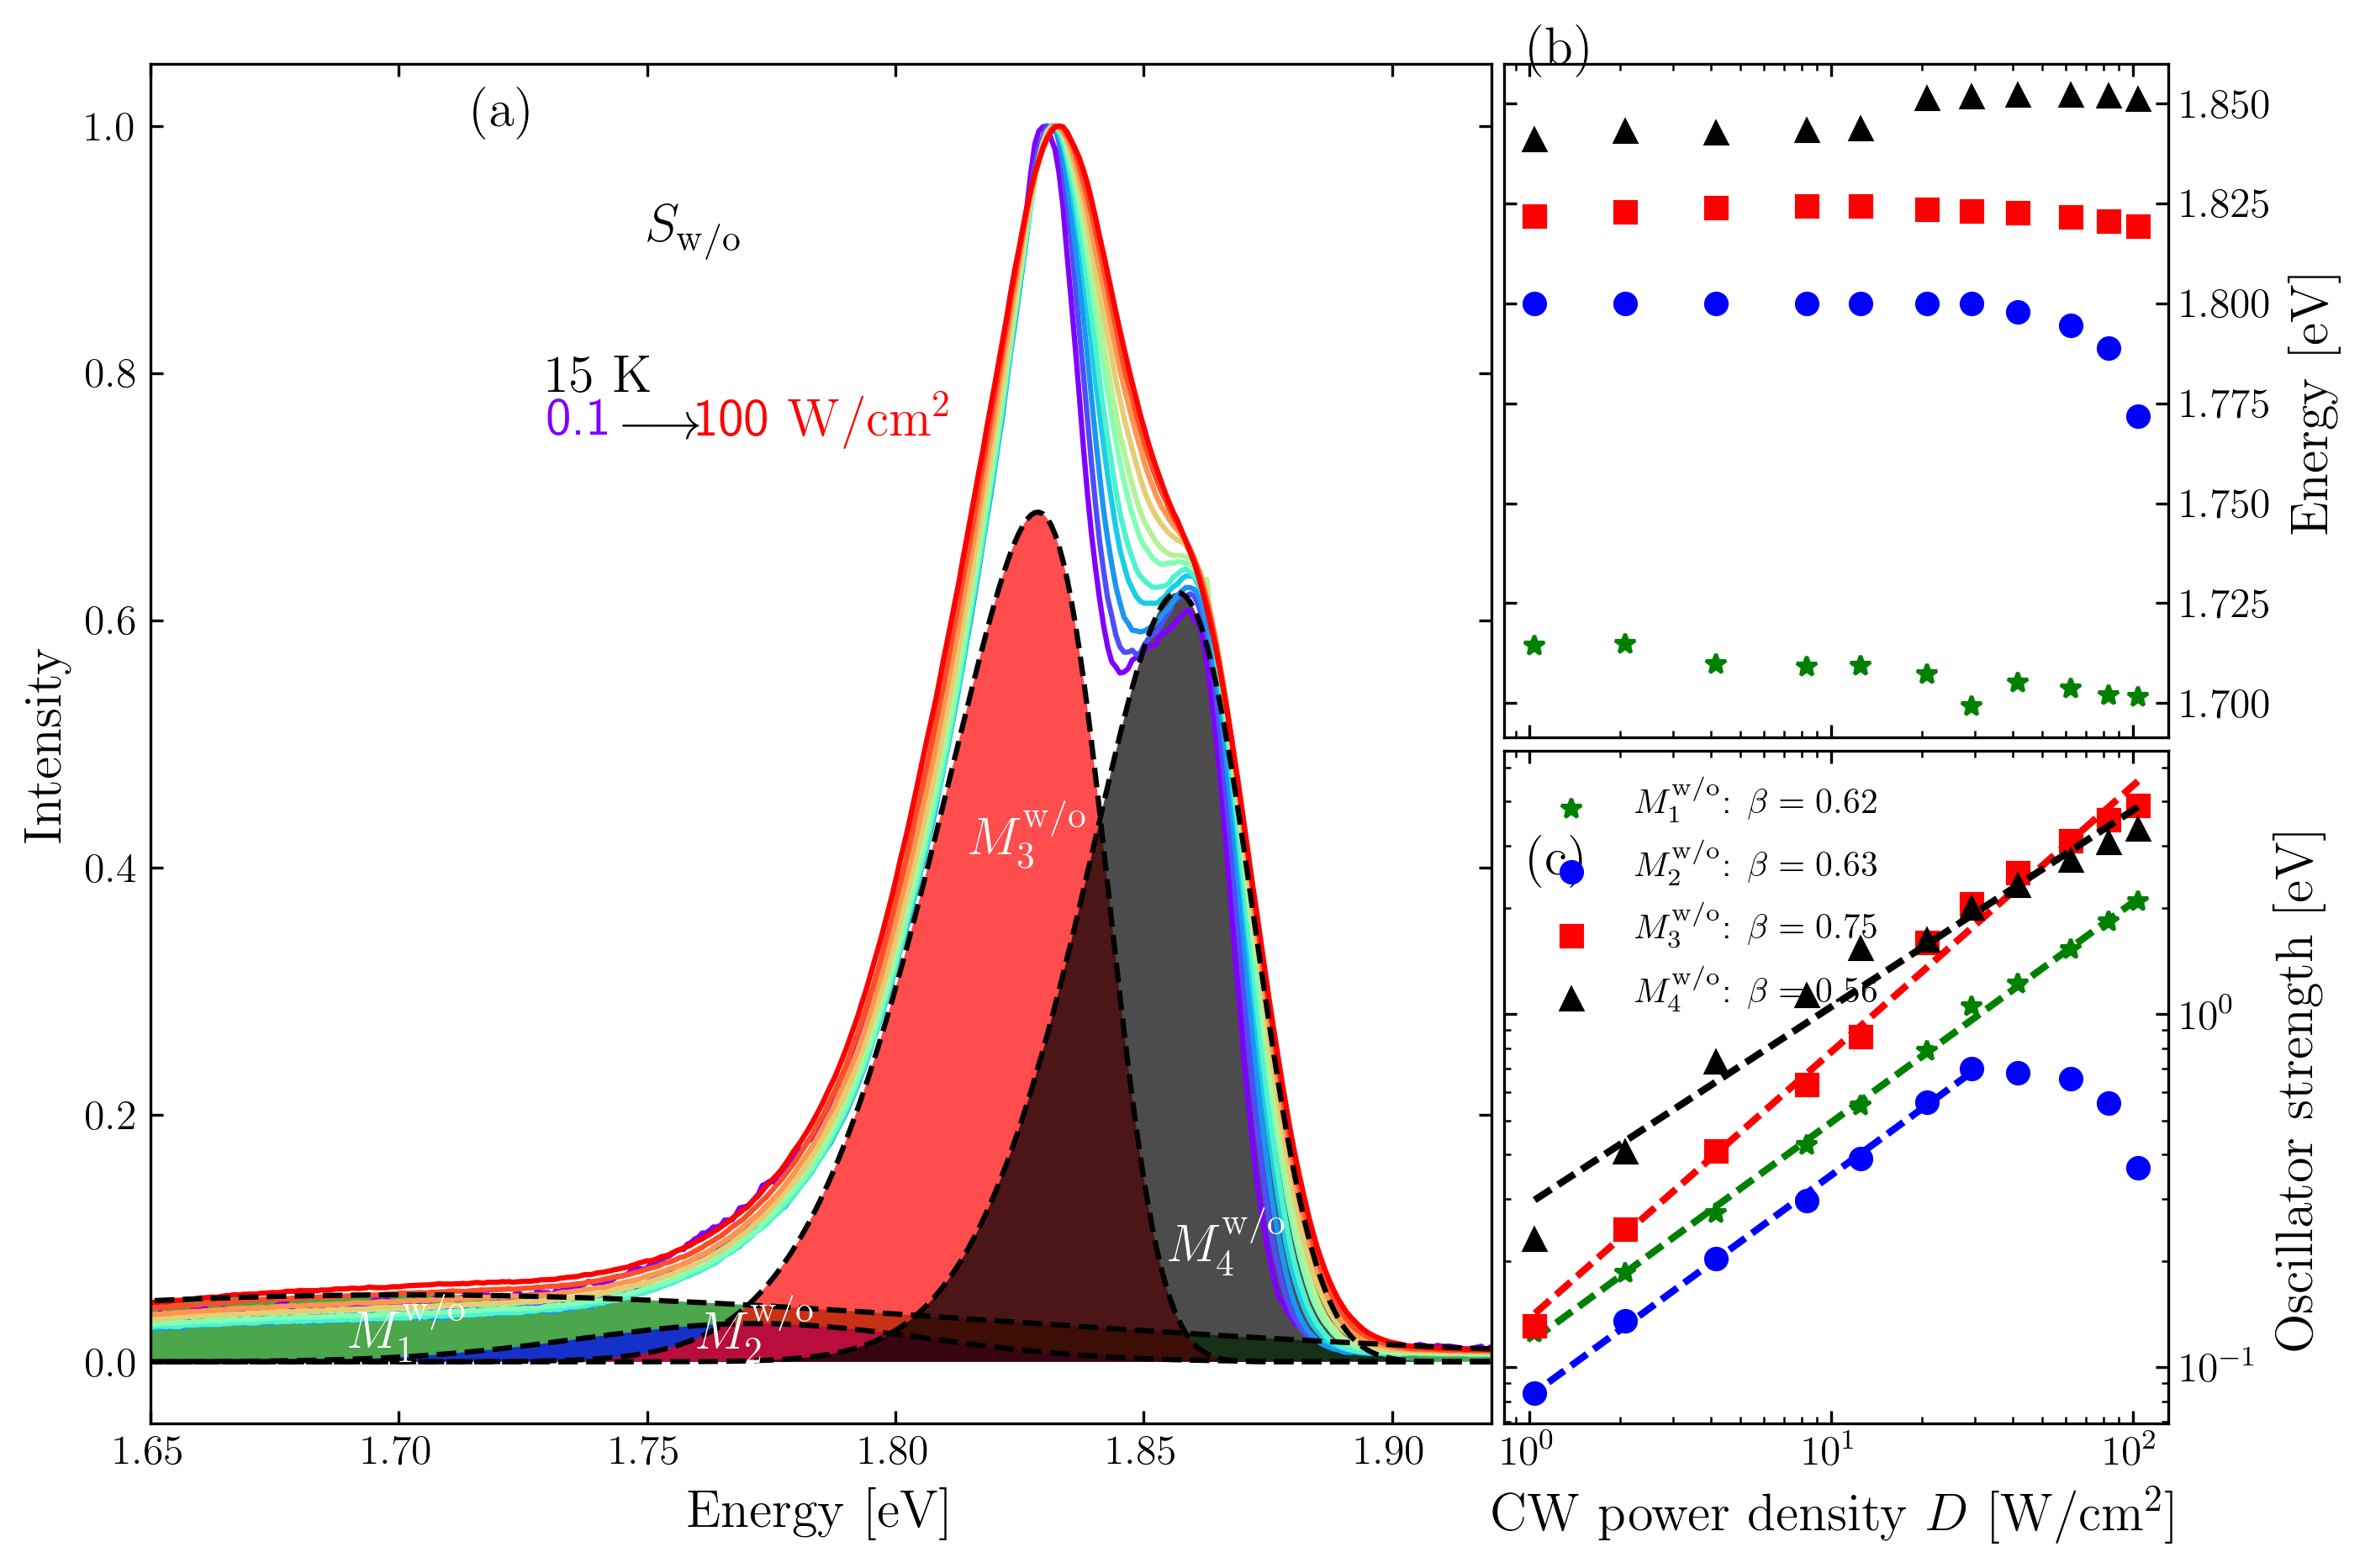 (a)
S_w/o
15 K
0.1 → 100 W/cm²
M₃^w/o
M₄^w/o
M₁^w/o
M₂^w/o
Intensity
1.0
0.8
0.6
0.4
0.2
0.0
1.65 1.70 1.75 1.80 1.85 1.90
Energy [eV]
(b)
1.850
1.825
1.800
1.775
1.750
1.725
1.700
Energy [eV]
(c)
M₁^w/o: β = 0.62
M₂^w/o: β = 0.63
M₃^w/o: β = 0.75
M₄^w/o: β = 0.56
10⁰
10⁻¹
Oscillator strength [eV]
10⁰ 10¹ 10²
CW power density D [W/cm²]